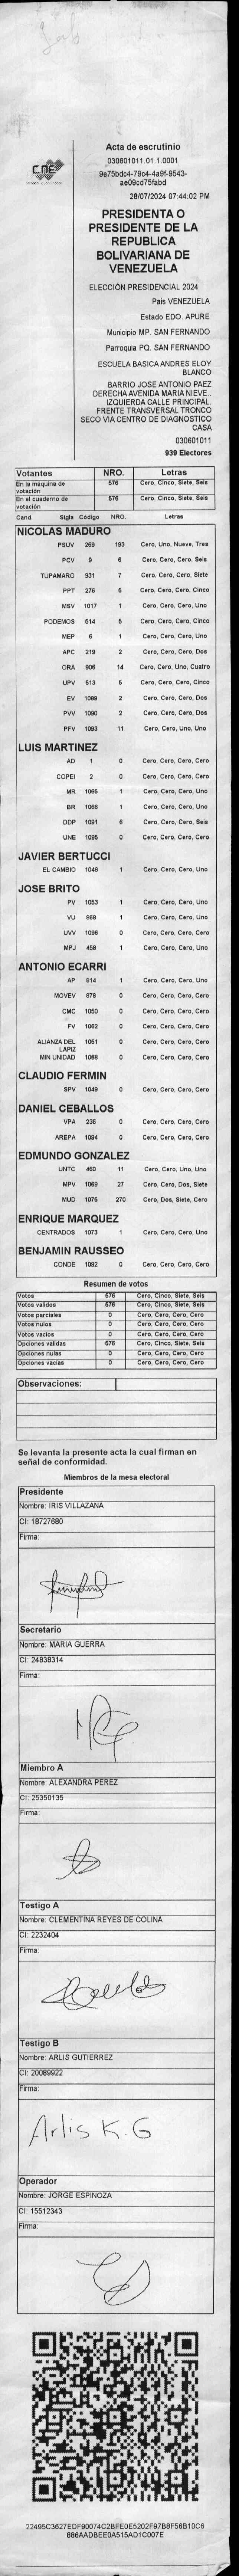 CNE
Acta de escrutinio
030601011.01.1.0001
9e75bdc4-79c4-4a9f-9543-
ae09cd75fabd
28/07/2024 07:44:02 PM
PRESIDENTA O
PRESIDENTE DE LA
REPUBLICA
BOLIVARIANA DE
VENEZUELA
ELECCIÓN PRESIDENCIAL 2024
País VENEZUELA
Estado EDO. APURE
Municipio MP. SAN FERNANDO
Parroquia PQ. SAN FERNANDO
ESCUELA BASICA ANDRES ELOY
BLANCO
BARRIO JOSE ANTONIO PAEZ
DERECHA AVENIDA MARIA NIEVE..
IZQUIERDA CALLE PRINCIPAL.
FRENTE TRANSVERSAL TRONCO
SECO VIA CENTRO DE DIAGNOSTICO
CASA
030601011
939 Electores
Votantes NRO. Letras
En la máquina de votación 576 Cero, Cinco, Siete, Seis
En el cuaderno de votación 576 Cero, Cinco, Siete, Seis
Cand. Sigla Código NRO. Letras
NICOLAS MADURO
PSUV 269 193 Cero, Uno, Nueve, Tres
PCV 9 6 Cero, Cero, Cero, Seis
TUPAMARO 931 7 Cero, Cero, Cero, Siete
PPT 276 5 Cero, Cero, Cero, Cinco
MSV 1017 1 Cero, Cero, Cero, Uno
PODEMOS 514 5 Cero, Cero, Cero, Cinco
MEP 6 1 Cero, Cero, Cero, Uno
APC 219 2 Cero, Cero, Cero, Dos
ORA 906 14 Cero, Cero, Uno, Cuatro
UPV 513 5 Cero, Cero, Cero, Cinco
EV 1089 2 Cero, Cero, Cero, Dos
PVV 1090 2 Cero, Cero, Cero, Dos
PFV 1093 11 Cero, Cero, Uno, Uno
LUIS MARTINEZ
AD 1 0 Cero, Cero, Cero, Cero
COPEI 2 0 Cero, Cero, Cero, Cero
MR 1065 1 Cero, Cero, Cero, Uno
BR 1066 1 Cero, Cero, Cero, Uno
DDP 1091 6 Cero, Cero, Cero, Seis
UNE 1095 0 Cero, Cero, Cero, Cero
JAVIER BERTUCCI
EL CAMBIO 1048 1 Cero, Cero, Cero, Uno
JOSE BRITO
PV 1053 1 Cero, Cero, Cero, Uno
VU 868 1 Cero, Cero, Cero, Uno
UVV 1096 0 Cero, Cero, Cero, Cero
MPJ 458 1 Cero, Cero, Cero, Uno
ANTONIO ECARRI
AP 914 1 Cero, Cero, Cero, Uno
MOVEV 878 0 Cero, Cero, Cero, Cero
CMC 1050 0 Cero, Cero, Cero, Cero
FV 1062 0 Cero, Cero, Cero, Cero
ALIANZA DEL LAPIZ 1051 0 Cero, Cero, Cero, Cero
MIN UNIDAD 1068 0 Cero, Cero, Cero, Cero
CLAUDIO FERMIN
SPV 1049 0 Cero, Cero, Cero, Cero
DANIEL CEBALLOS
VPA 236 0 Cero, Cero, Cero, Cero
AREPA 1094 0 Cero, Cero, Cero, Cero
EDMUNDO GONZALEZ
UNTC 460 11 Cero, Cero, Uno, Uno
MPV 1069 27 Cero, Cero, Dos, Siete
MUD 1075 270 Cero, Dos, Siete, Cero
ENRIQUE MARQUEZ
CENTRADOS 1073 1 Cero, Cero, Cero, Uno
BENJAMIN RAUSSEO
CONDE 1092 0 Cero, Cero, Cero, Cero
Resumen de votos
Votos 576 Cero, Cinco, Siete, Seis
Votos validos 576 Cero, Cinco, Siete, Seis
Votos parciales 0 Cero, Cero, Cero, Cero
Votos nulos 0 Cero, Cero, Cero, Cero
Votos vacios 0 Cero, Cero, Cero, Cero
Opciones validas 576 Cero, Cinco, Siete, Seis
Opciones nulas 0 Cero, Cero, Cero, Cero
Opciones vacias 0 Cero, Cero, Cero, Cero
Observaciones:
Se levanta la presente acta la cual firman en
señal de conformidad.
Miembros de la mesa electoral
Presidente
Nombre: IRIS VILLAZANA
CI: 18727680
Firma:
Secretario
Nombre: MARIA GUERRA
CI: 24838314
Firma:
Miembro A
Nombre: ALEXANDRA PEREZ
CI: 25350135
Firma:
Testigo A
Nombre: CLEMENTINA REYES DE COLINA
CI: 2232404
Firma:
Testigo B
Nombre: ARLIS GUTIERREZ
CI: 20089922
Firma:
Arlis K. G
Operador
Nombre: JORGE ESPINOZA
CI: 15512343
Firma:
22495C3627EDF90074C2BFE0E5202F97B8F56B10C6
886AADBEE0A515AD1C007E